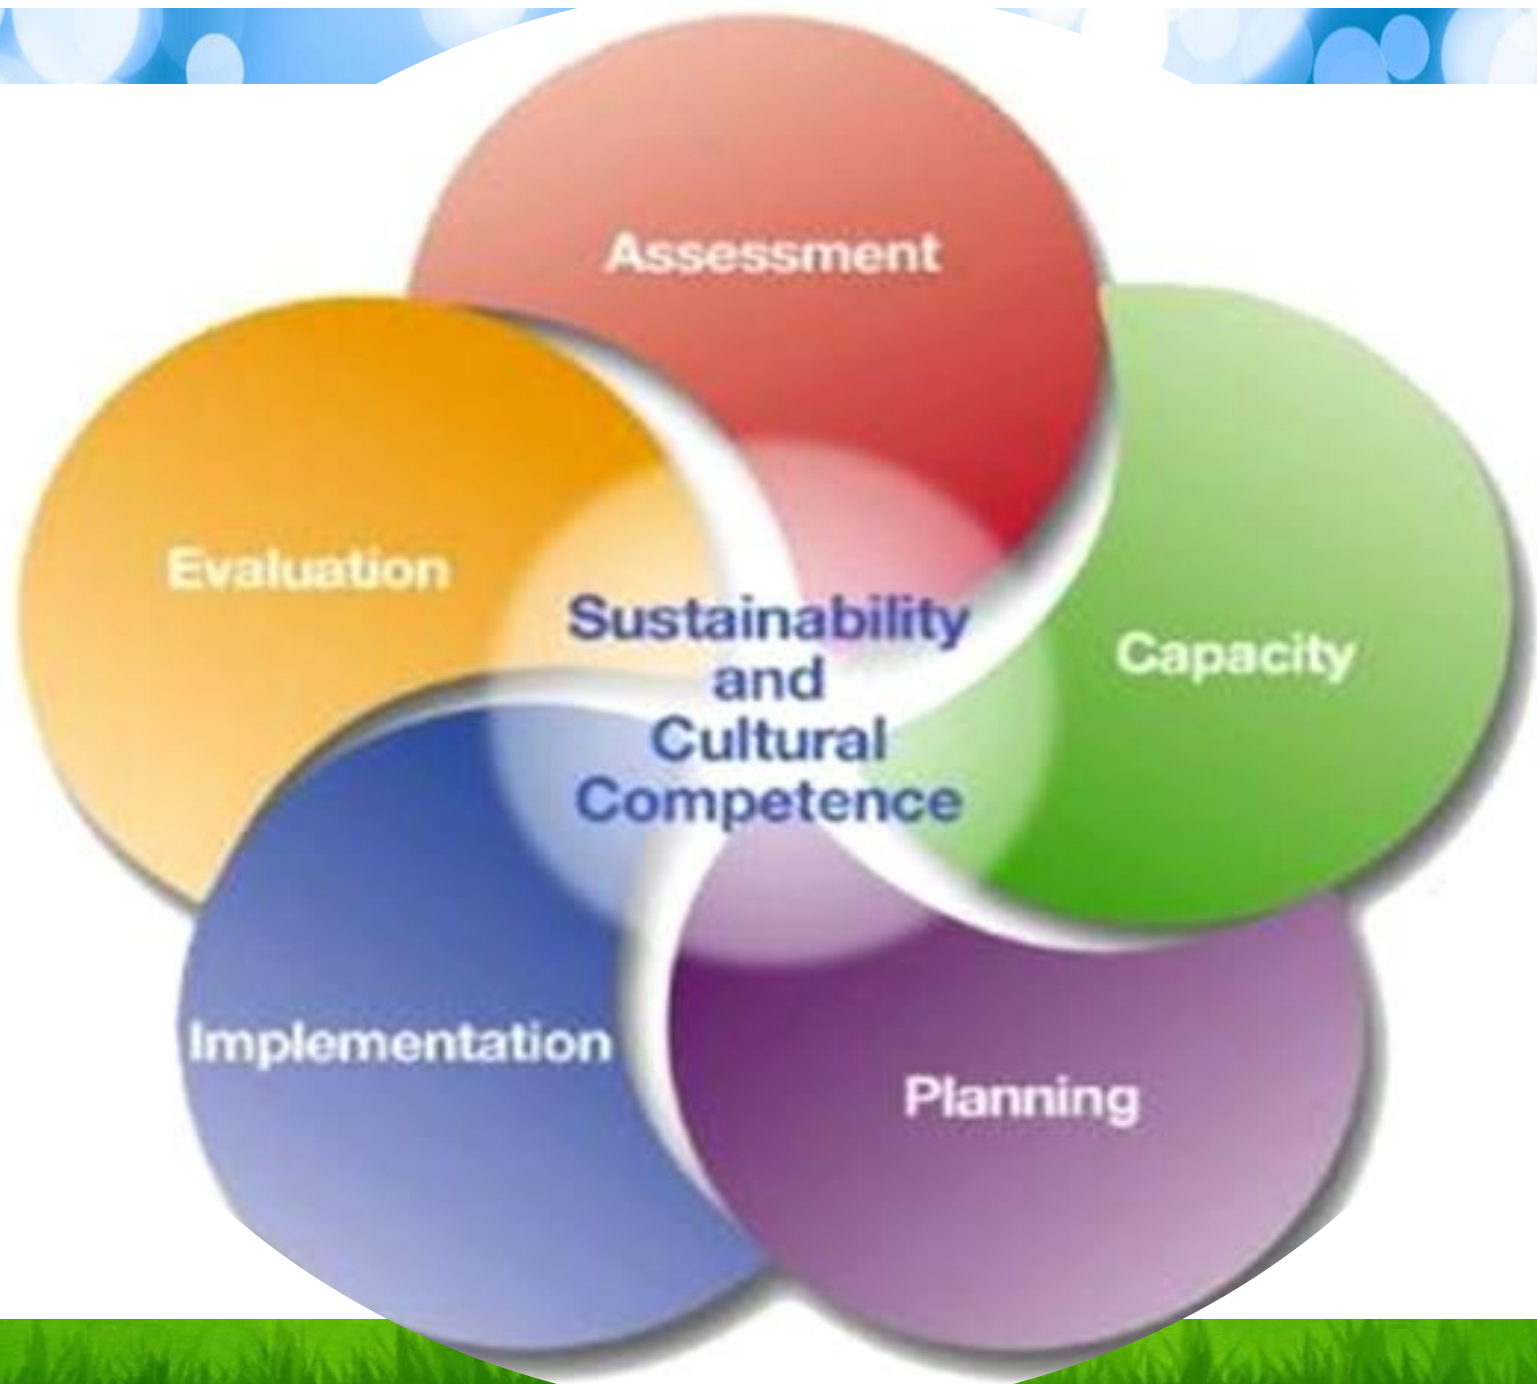 Assessment
Evaluation
Sustainability
and
Cultural
Competence
Capacity
Implementation
Planning